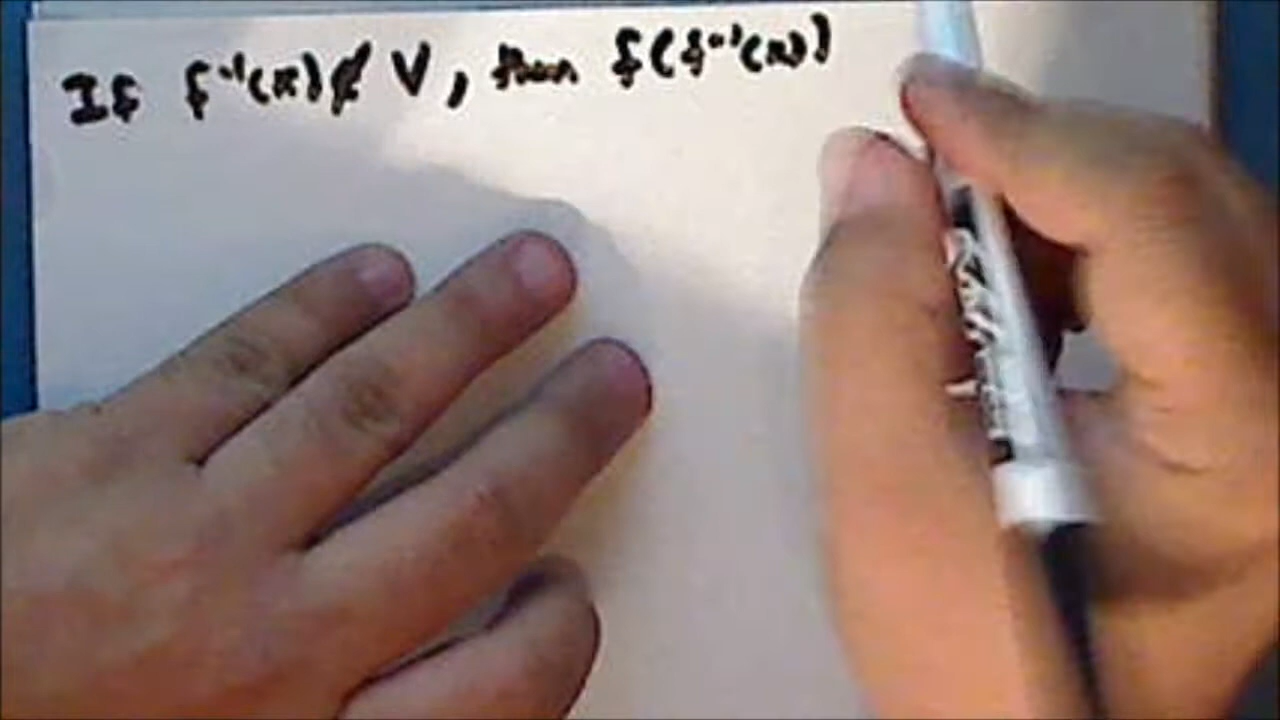 If f⁻¹(x) ∉ V, then f(f⁻¹(x))